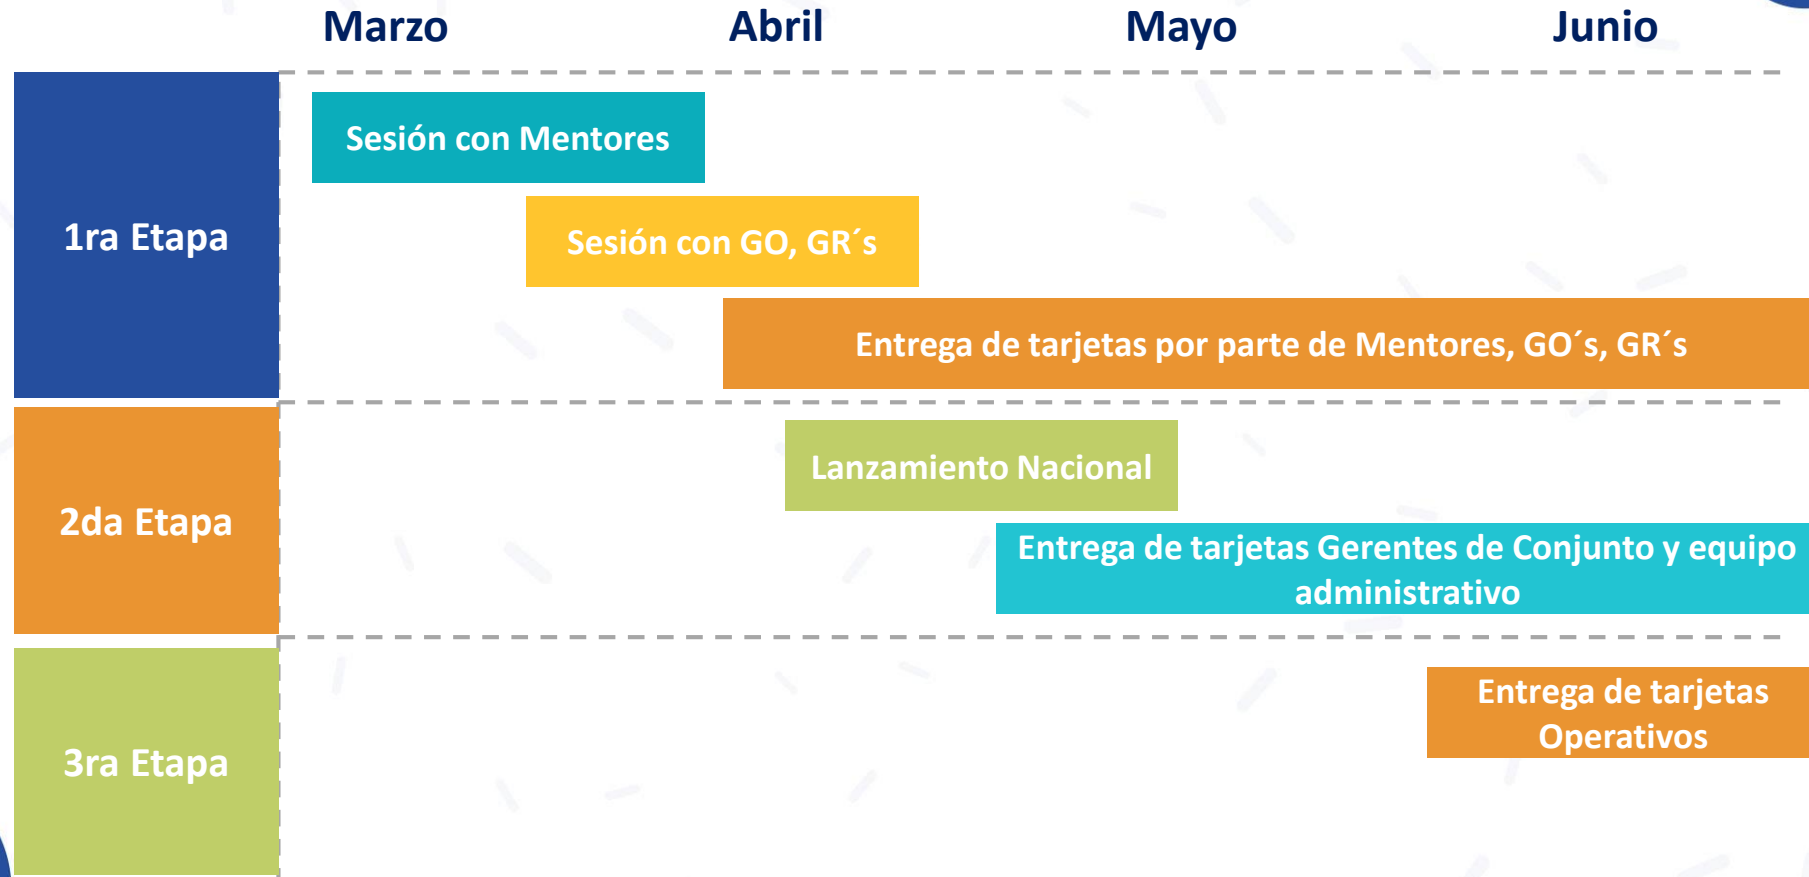 Marzo Abril Mayo Junio
1ra Etapa
Sesión con Mentores
Sesión con GO, GR´s
Entrega de tarjetas por parte de Mentores, GO´s, GR´s
2da Etapa
Lanzamiento Nacional
Entrega de tarjetas Gerentes de Conjunto y equipo
administrativo
3ra Etapa
Entrega de tarjetas
Operativos